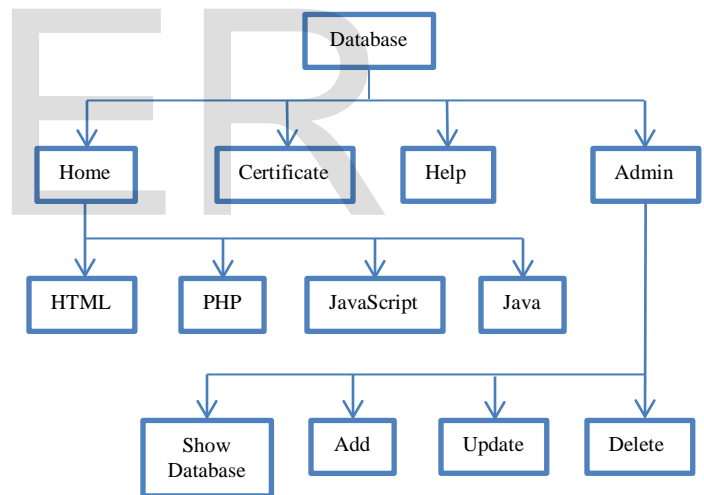 ER
Database
Home
Certificate
Help
Admin
HTML
PHP
JavaScript
Java
Show
Database
Add
Update
Delete